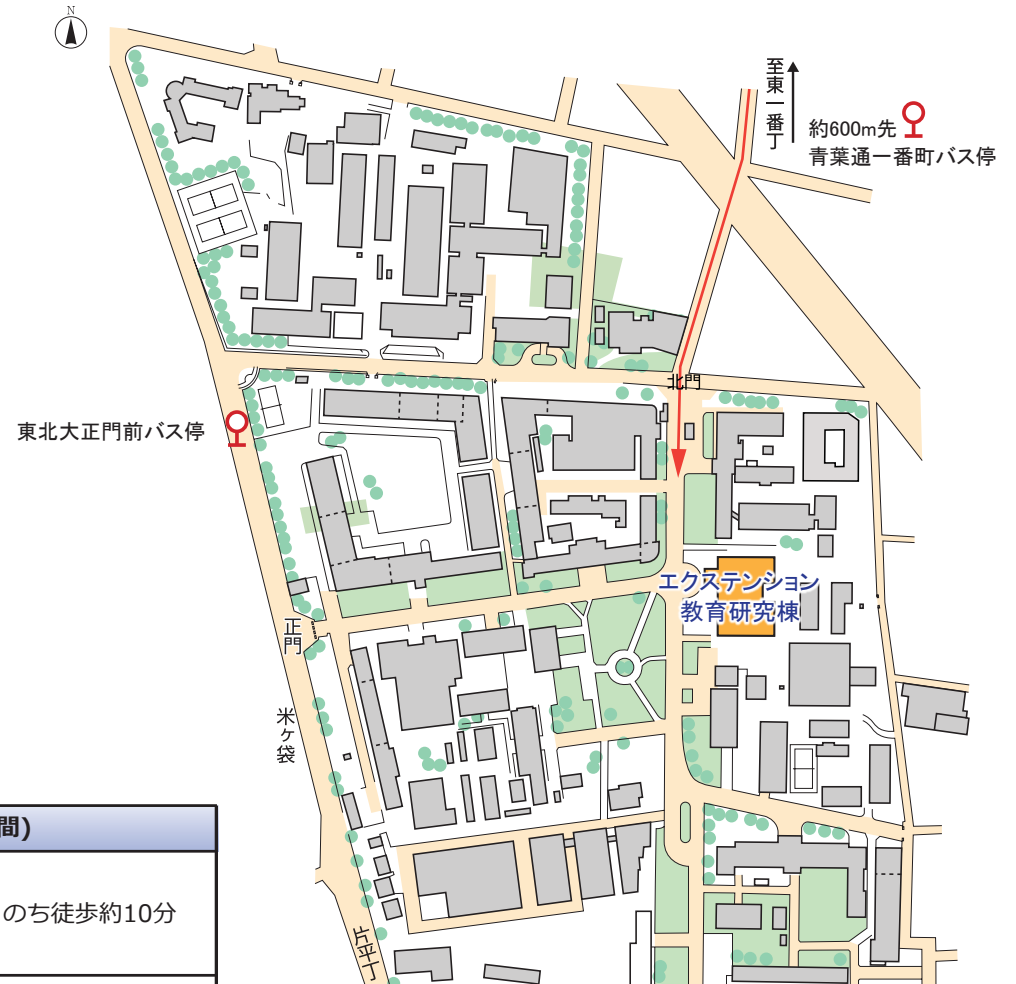 N
至東一番丁
約600m先
青葉通一番町バス停
北門
東北大正門前バス停
エクステンション
教育研究棟
正門
米ヶ袋
間)
のち徒歩約10分
片平丁